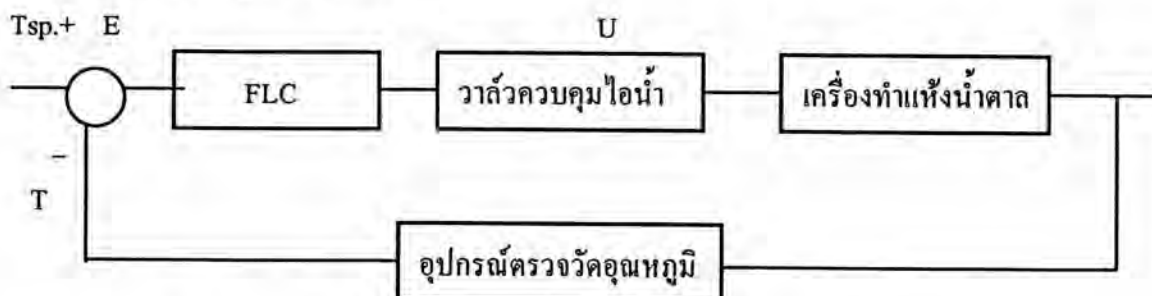 Tsp.+ E U
FLC วาล์วควบคุมไอน้ำ เครื่องทำแห้งน้ำตาล
–
T
อุปกรณ์ตรวจวัดอุณหภูมิ